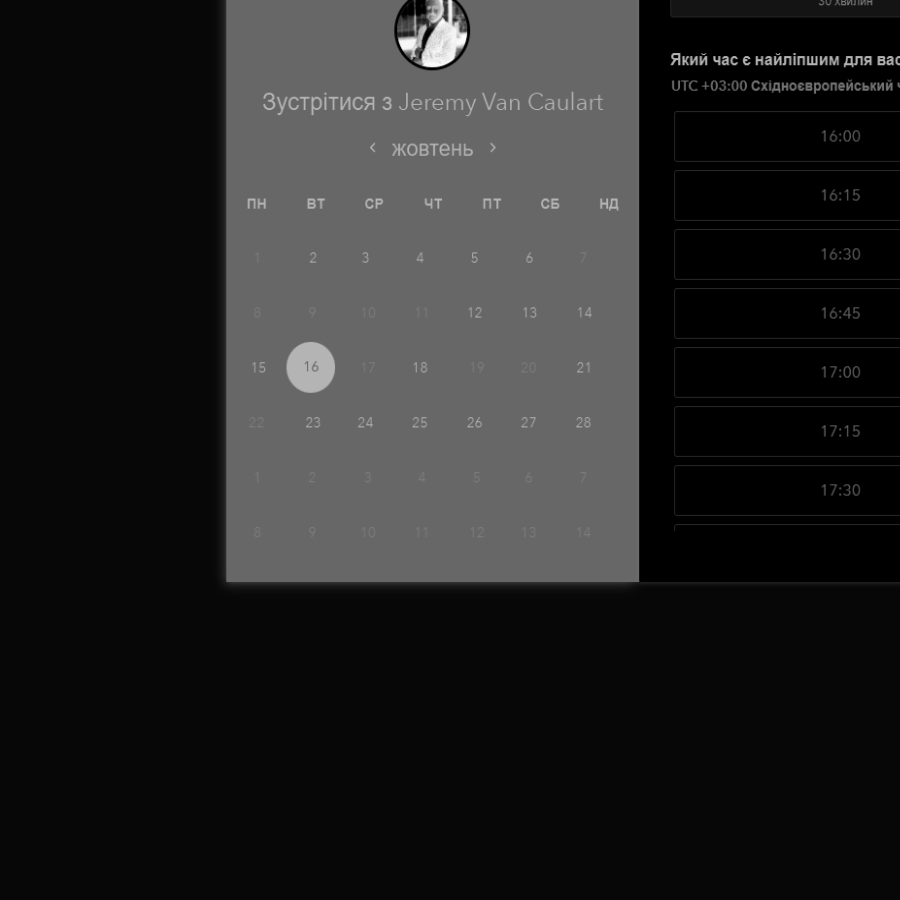 Зустрітися з Jeremy Van Caulart
‹ жовтень ›
ПН ВТ СР ЧТ ПТ СБ НД
1 2 3 4 5 6 7
8 9 10 11 12 13 14
15 16 17 18 19 20 21
22 23 24 25 26 27 28
1 2 3 4 5 6 7
8 9 10 11 12 13 14
30 хвилин
Який час є найліпшим для вас
UTC +03:00 Східноєвропейський
16:00
16:15
16:30
16:45
17:00
17:15
17:30